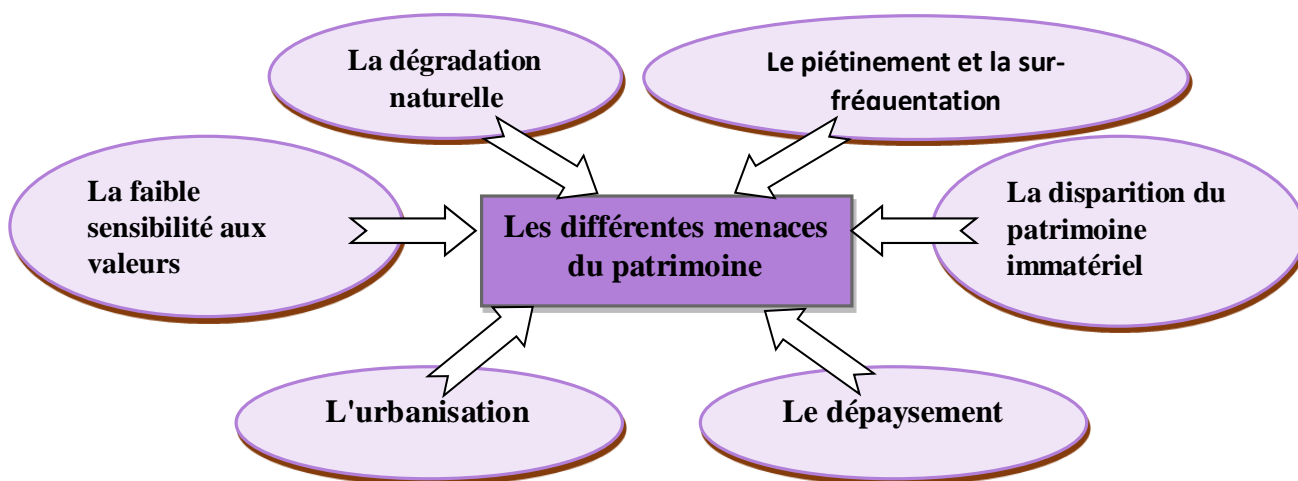 La dégradation
naturelle
Le piétinement et la sur-
fréquentation
La faible
sensibilité aux
valeurs
Les différentes menaces
du patrimoine
La disparition du
patrimoine
immatériel
L'urbanisation
Le dépaysement